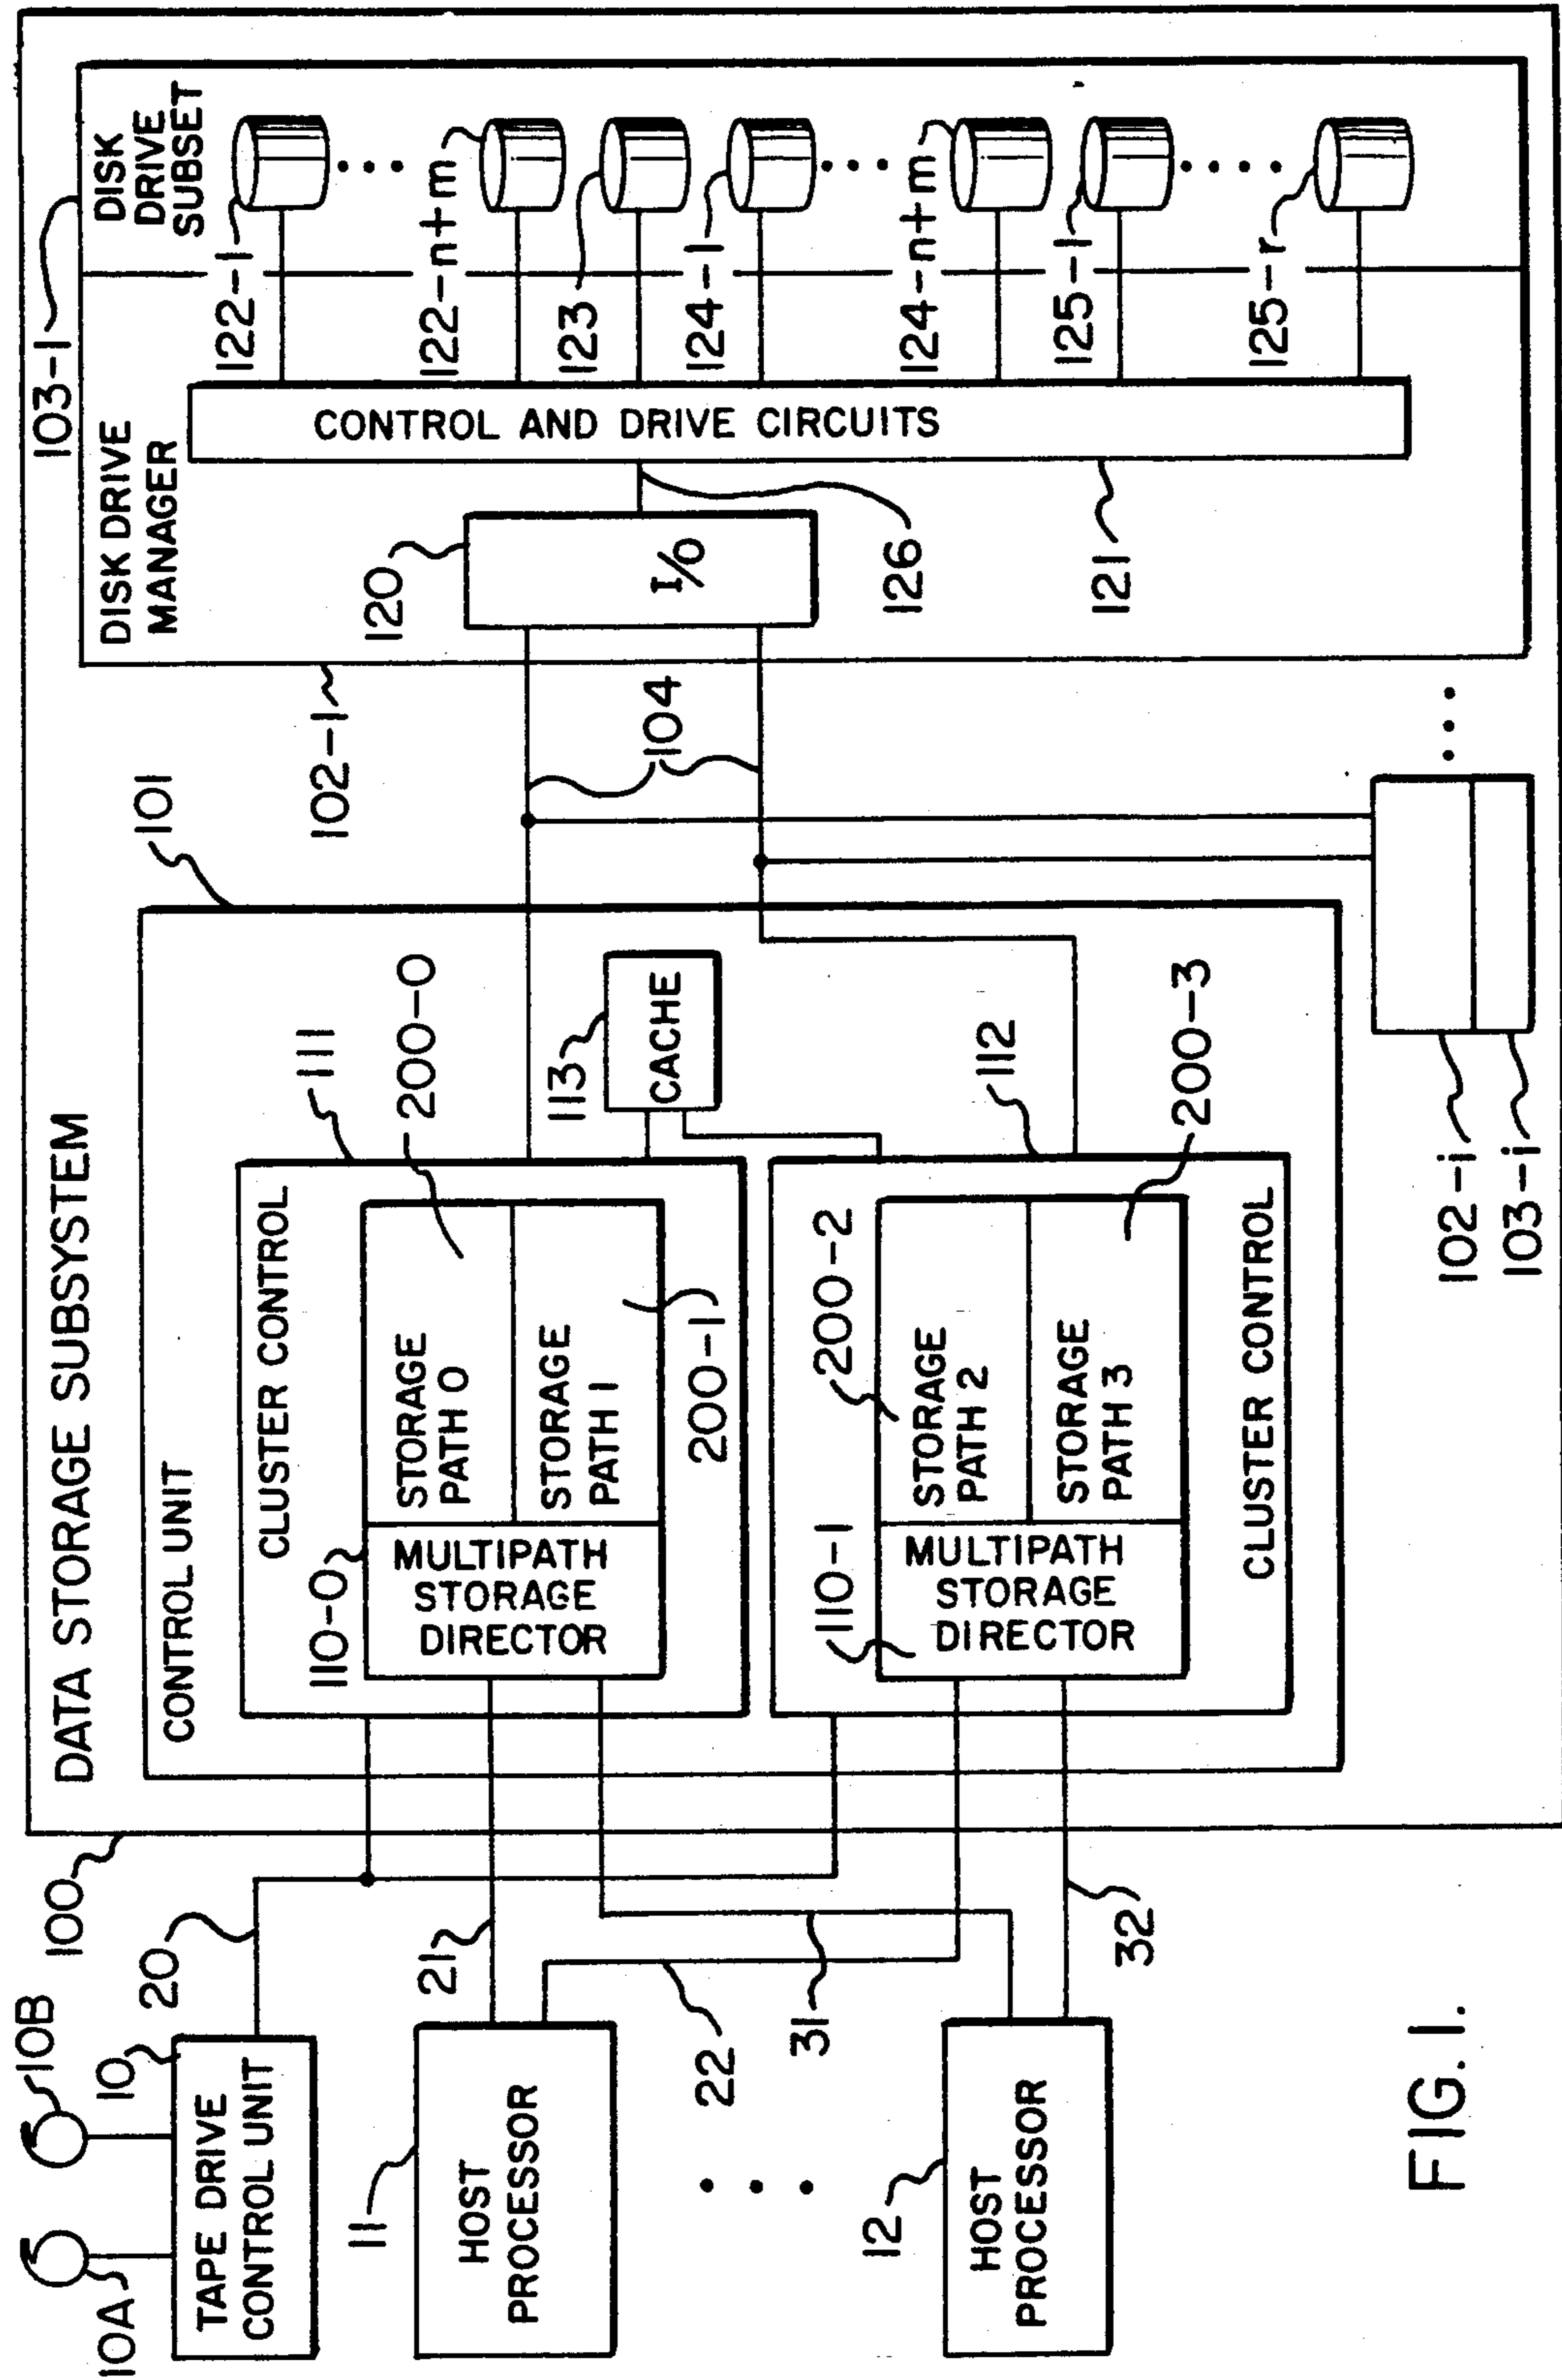 DATA STORAGE SUBSYSTEM
100
CONTROL UNIT
101
CLUSTER CONTROL
111
110-0
MULTIPATH
STORAGE
DIRECTOR
STORAGE
PATH 0
200-0
STORAGE
PATH 1
200-1
113
CACHE
110-1
MULTIPATH
STORAGE
DIRECTOR
200-2
STORAGE
PATH 2
STORAGE
PATH 3
200-3
112
CLUSTER CONTROL
10A
10B
10
TAPE DRIVE
CONTROL UNIT
20
11
HOST
PROCESSOR
21
22
31
12
HOST
PROCESSOR
32
104
102-1
103-1
DISK DRIVE
MANAGER
DISK
DRIVE
SUBSET
120
I/O
126
CONTROL AND DRIVE CIRCUITS
121
122-1
122-n+m
123
124-1
124-n+m
125-1
125-r
102-i
103-i
FIG. 1.